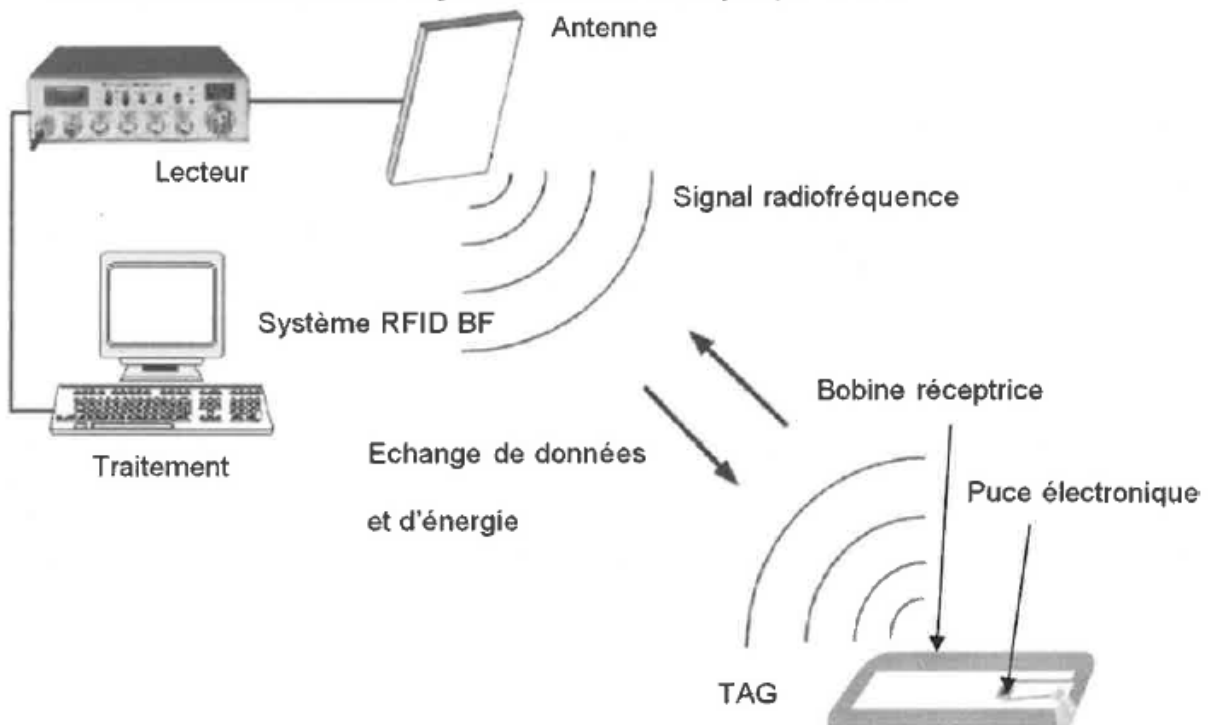 Antenne
Lecteur
Signal radiofréquence
Système RFID BF
Bobine réceptrice
Traitement
Echange de données
et d'énergie
Puce électronique
TAG